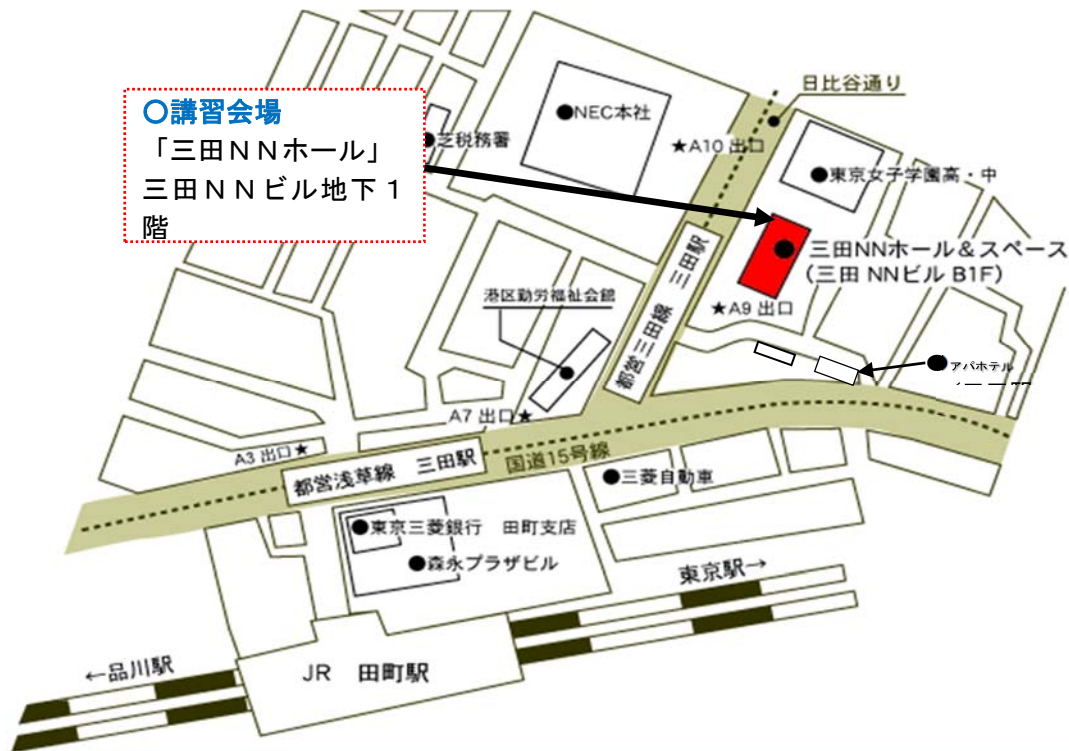 日比谷通り
○講習会場
「三田NNホール」
三田NNビル地下1
階
●NEC本社
●芝税務署
★A10 出口
●東京女子学園高・中
三田NNホール&スペース
(三田 NNビル B1F)
★A9 出口
都営三田線 三田駅
港区勤労福祉会館
アパホテル
A7 出口★
A3 出口★
都営浅草線 三田駅
国道15号線
●三菱自動車
●東京三菱銀行 田町支店
●森永プラザビル
東京駅→
←品川駅
JR 田町駅